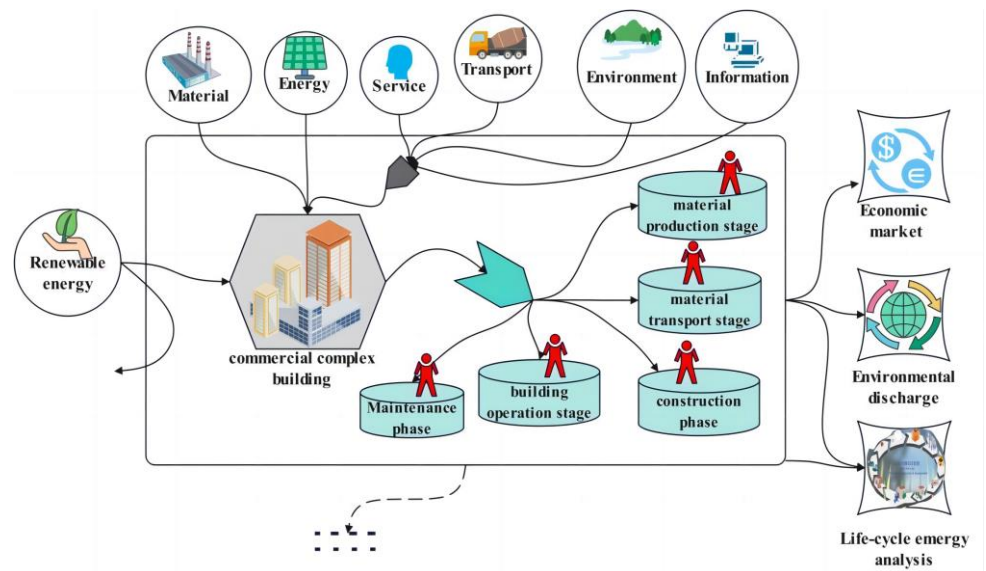 Material
Energy
Service
Transport
Environment
Information
Renewable
energy
commercial complex
building
material
production stage
material
transport stage
Maintenance
phase
building
operation stage
construction
phase
Economic
market
Environmental
discharge
Life-cycle emergy
analysis